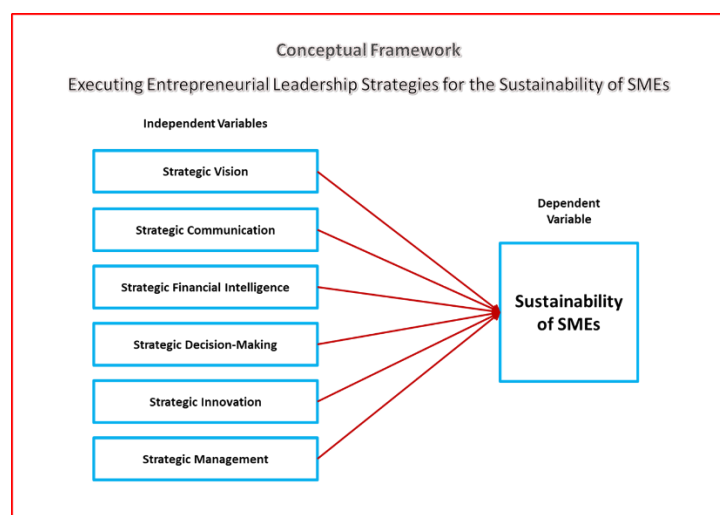 Conceptual Framework
Executing Entrepreneurial Leadership Strategies for the Sustainability of SMEs
Independent Variables
Strategic Vision
Strategic Communication
Strategic Financial Intelligence
Strategic Decision-Making
Strategic Innovation
Strategic Management
Dependent
Variable
Sustainability
of SMEs